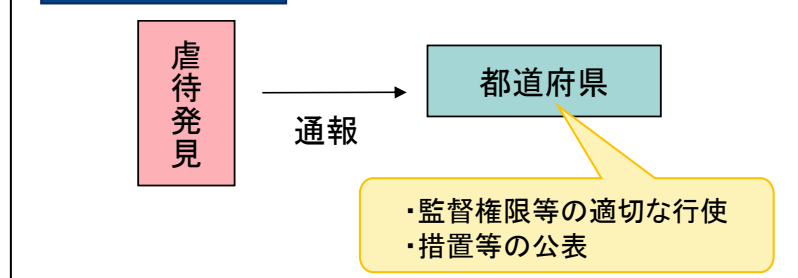 虐待発見
通報
都道府県
・監督権限等の適切な行使
・措置等の公表